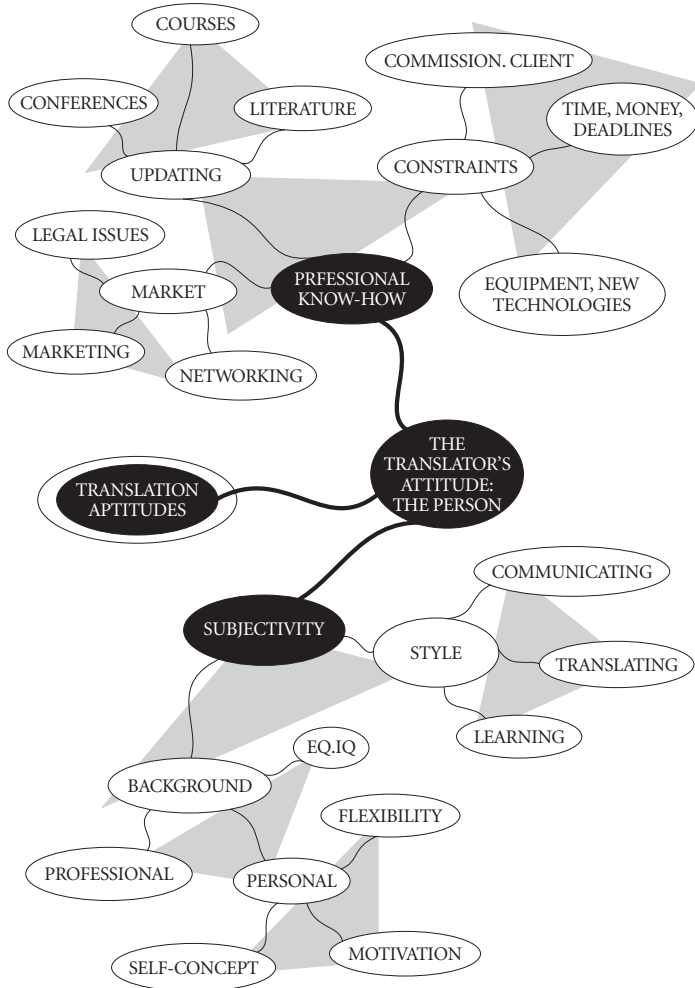 COURSES
COMMISSION. CLIENT
CONFERENCES
LITERATURE
TIME, MONEY,
DEADLINES
UPDATING
CONSTRAINTS
LEGAL ISSUES
MARKET
PRFESSIONAL
KNOW-HOW
EQUIPMENT, NEW
TECHNOLOGIES
MARKETING
NETWORKING
THE
TRANSLATOR'S
ATTITUDE:
THE PERSON
TRANSLATION
APTITUDES
COMMUNICATING
SUBJECTIVITY
STYLE
TRANSLATING
LEARNING
EQ.IQ
BACKGROUND
FLEXIBILITY
PROFESSIONAL
PERSONAL
SELF-CONCEPT
MOTIVATION